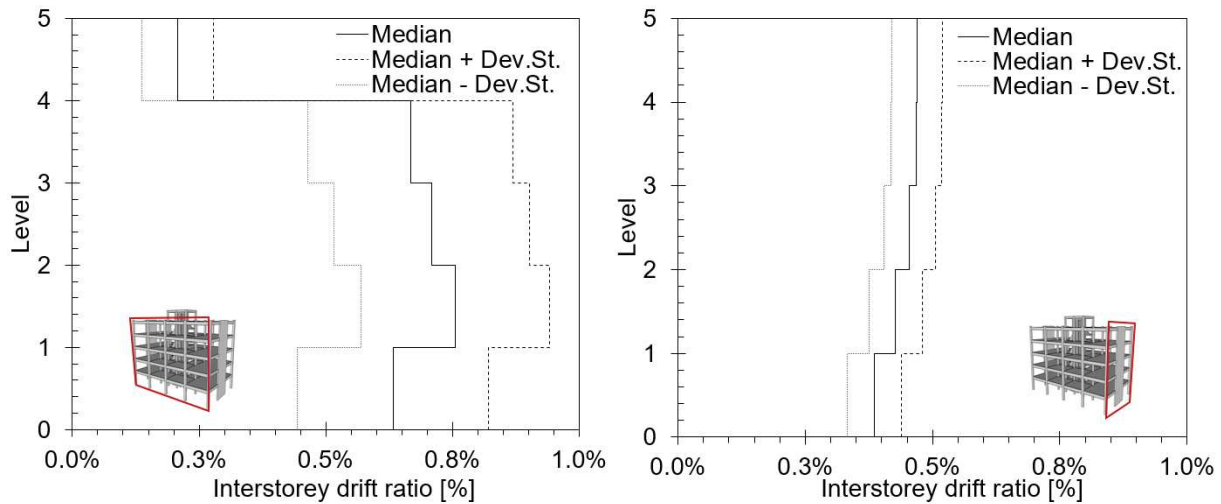 5
4
3
2
1
0
Level
Median
Median + Dev.St.
Median - Dev.St.
0.0%
0.3%
0.5%
0.8%
1.0%
Interstorey drift ratio [%]
5
4
3
2
1
0
Level
Median
Median + Dev.St.
Median - Dev.St.
0.0%
0.3%
0.5%
0.8%
1.0%
Interstorey drift ratio [%]